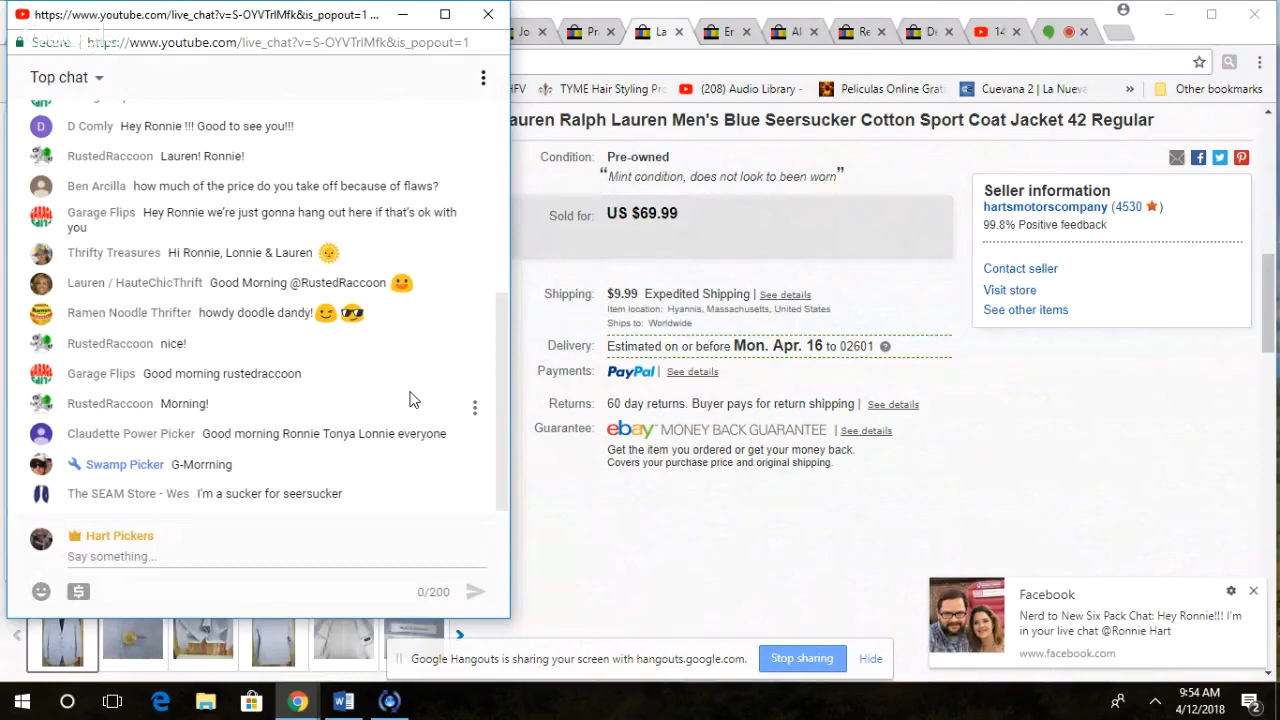 https://www.youtube.com/live_chat?v=S-OYVTrlMfk&is_popout=1 ...
Secure https://www.youtube.com/live_chat?v=S-OYVTrlMfk&is_popout=1
Top chat
D Comly Hey Ronnie !!! Good to see you!!!
RustedRaccoon Lauren! Ronnie!
Ben Arcilla how much of the price do you take off because of flaws?
Garage Flips Hey Ronnie we're just gonna hang out here if that's ok with
you
Thrifty Treasures Hi Ronnie, Lonnie & Lauren
Lauren / HauteChicThrift Good Morning @RustedRaccoon
Ramen Noodle Thrifter howdy doodle dandy!
RustedRaccoon nice!
Garage Flips Good morning rustedraccoon
RustedRaccoon Morning!
Claudette Power Picker Good morning Ronnie Tonya Lonnie everyone
Swamp Picker G-Morrning
The SEAM Store - Wes I'm a sucker for seersucker
Hart Pickers
Say something...
0/200
Jo
Pr
La
Er
Al
Re
De
14
HFV
TYME Hair Styling Pro
(208) Audio Library -
Peliculas Online Grati
Cuevana 2 | La Nueva
»
Other bookmarks
auren Ralph Lauren Men's Blue Seersucker Cotton Sport Coat Jacket 42 Regular
Condition: Pre-owned
"Mint condition, does not look to be worn"
Sold for: US $69.99
Shipping: $9.99 Expedited Shipping | See details
Item location: Hyannis, Massachusetts, United States
Ships to: Worldwide
Delivery: Estimated on or before Mon. Apr. 16 to 02601
Payments: PayPal | See details
Returns: 60 day returns. Buyer pays for return shipping | See details
Guarantee: ebay MONEY BACK GUARANTEE | See details
Get the item you ordered or get your money back.
Covers your purchase price and original shipping.
Seller information
hartsmotorscompany (4530)
99.8% Positive feedback
Contact seller
Visit store
See other items
Facebook
Nerd to New Six Pack Chat: Hey Ronnie!!! I'm
in your live chat @Ronnie Hart
www.facebook.com
Google Hangouts is sharing your screen with hangouts.google.com.
Stop sharing
Hide
9:54 AM
4/12/2018
2